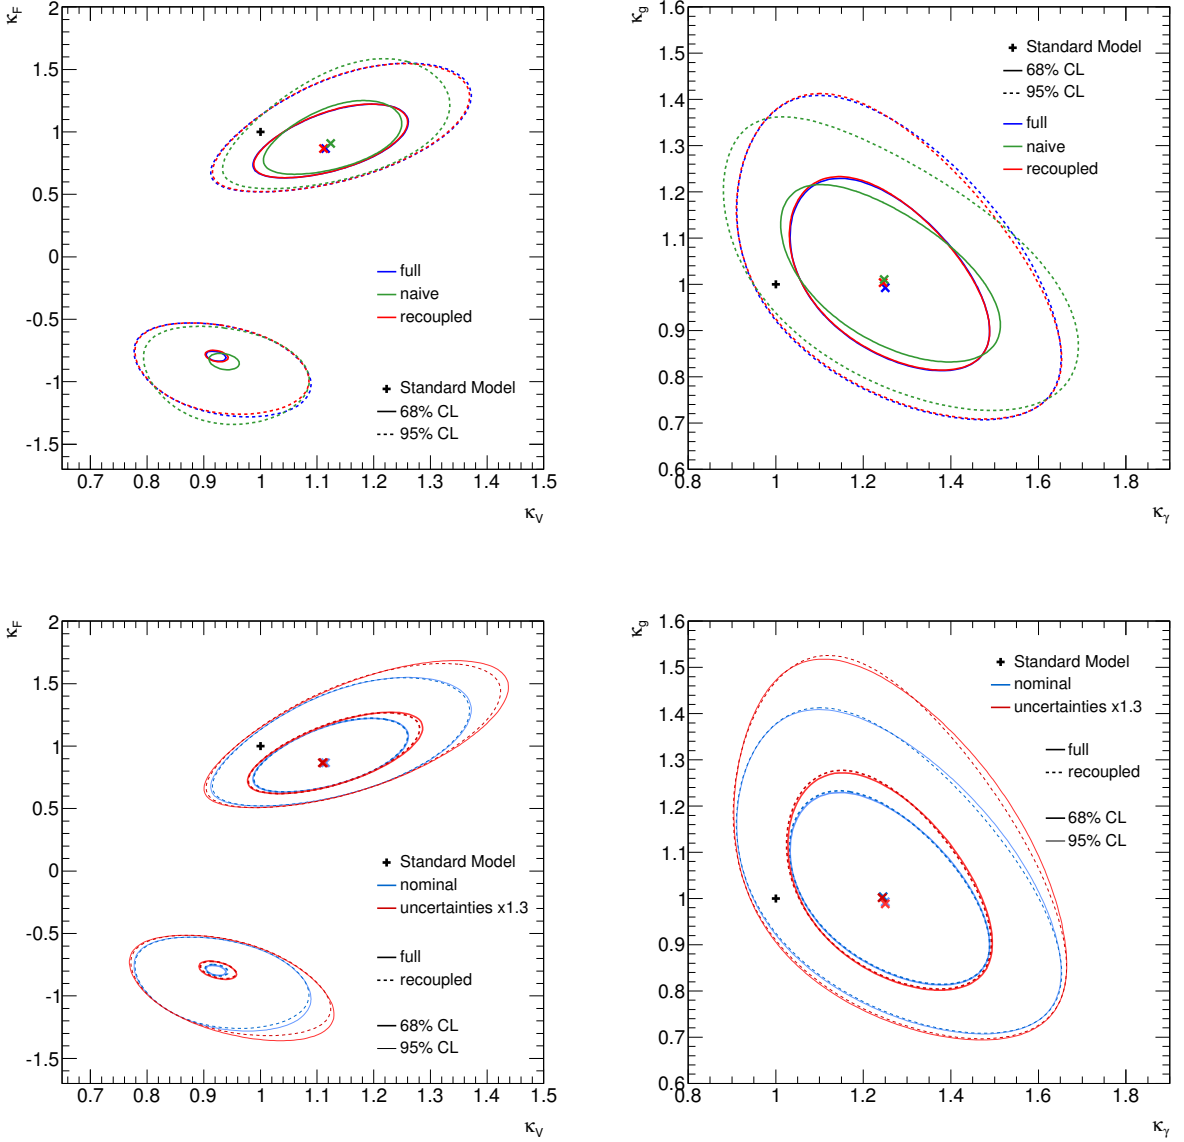 κF
2
1.5
1
0.5
0
-0.5
-1
-1.5
full
naive
recoupled
Standard Model
68% CL
95% CL
0.7 0.8 0.9 1 1.1 1.2 1.3 1.4 1.5
κV
κg
1.6
1.5
1.4
1.3
1.2
1.1
1
0.9
0.8
0.7
0.6
Standard Model
68% CL
95% CL
full
naive
recoupled
0.8 1 1.2 1.4 1.6 1.8
κγ
κF
2
1.5
1
0.5
0
-0.5
-1
-1.5
Standard Model
nominal
uncertainties x1.3
full
recoupled
68% CL
95% CL
0.7 0.8 0.9 1 1.1 1.2 1.3 1.4 1.5
κV
κg
1.6
1.5
1.4
1.3
1.2
1.1
1
0.9
0.8
0.7
0.6
Standard Model
nominal
uncertainties x1.3
full
recoupled
68% CL
95% CL
0.8 1 1.2 1.4 1.6 1.8
κγ